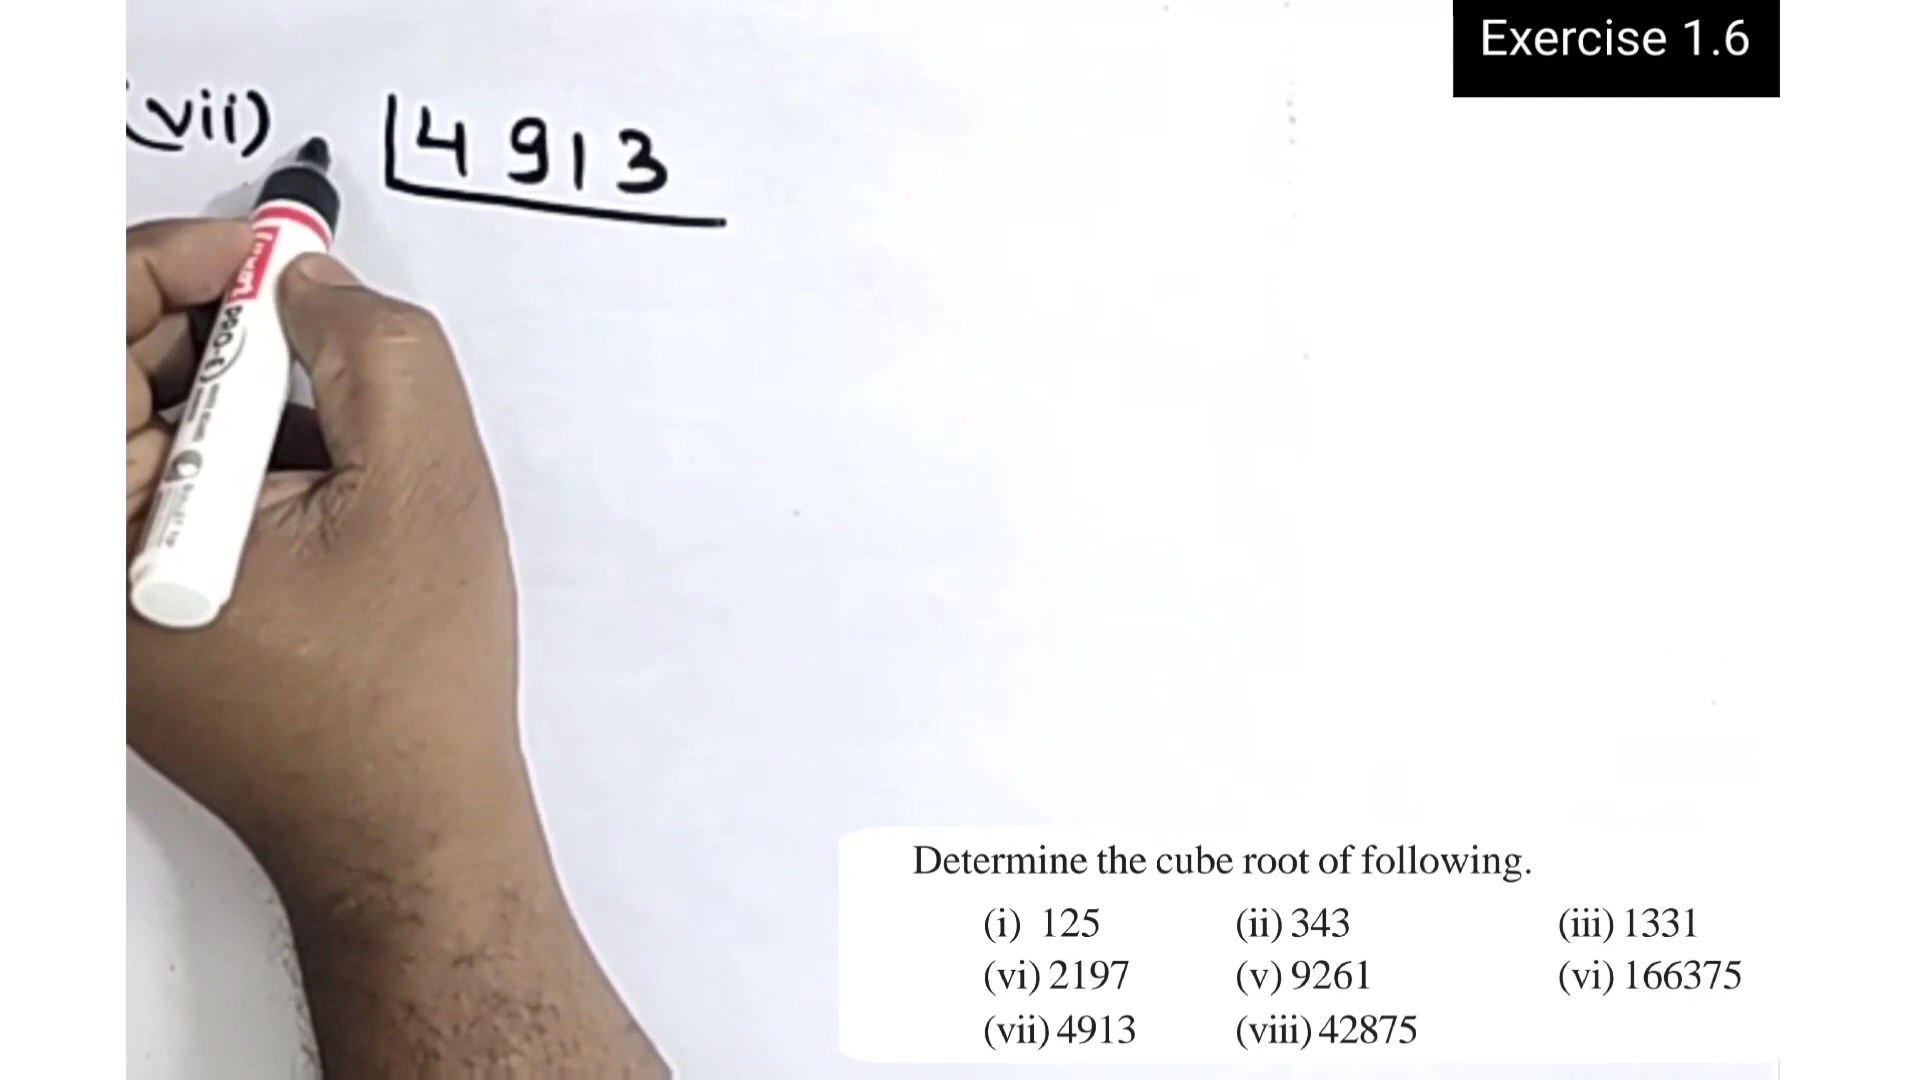 Exercise 1.6
(vii) 4913
Determine the cube root of following.
(i) 125 (ii) 343 (iii) 1331
(vi) 2197 (v) 9261 (vi) 166375
(vii) 4913 (viii) 42875